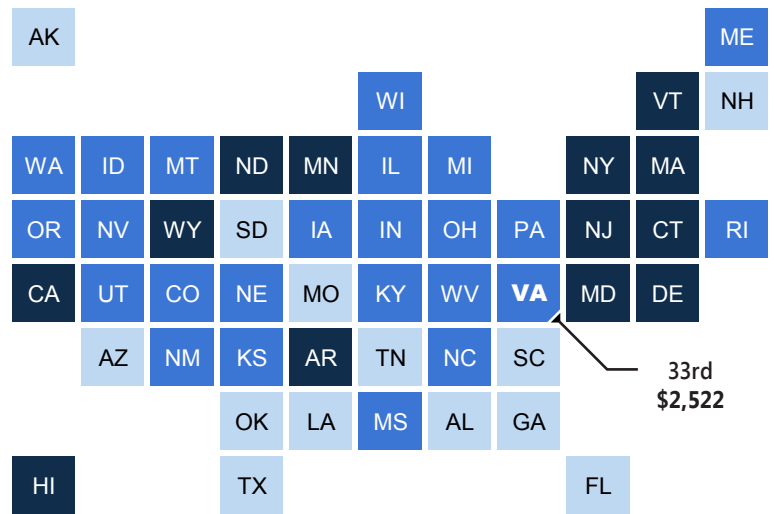 AK ME
WI VT NH
WA ID MT ND MN IL MI NY MA
OR NV WY SD IA IN OH PA NJ CT RI
CA UT CO NE MO KY WV VA MD DE
AZ NM KS AR TN NC SC
33rd
$2,522
OK LA MS AL GA
HI TX FL